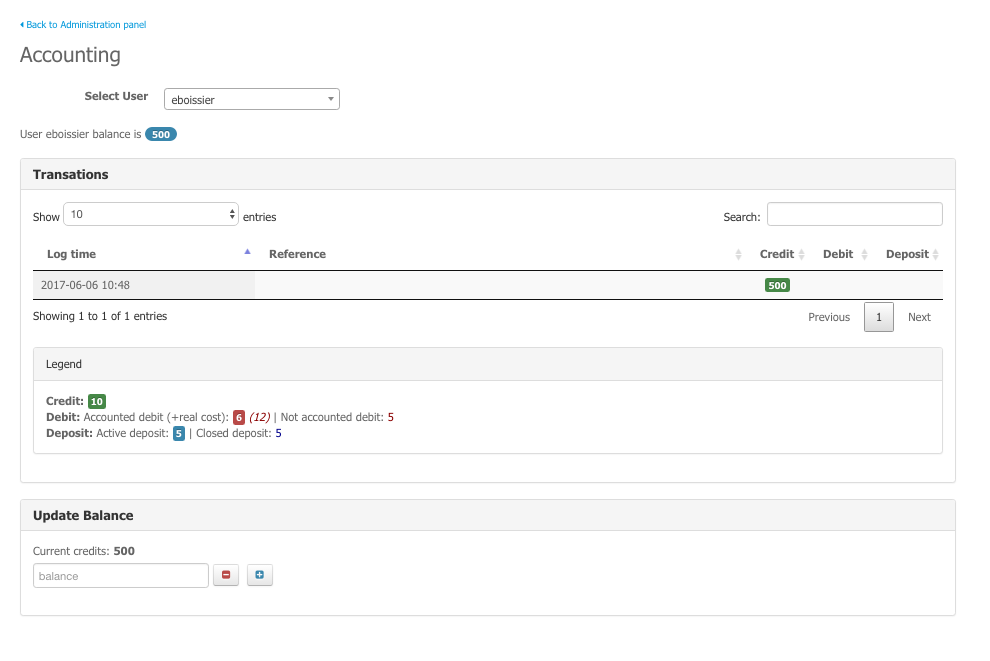 Back to Administration panel
Accounting
Select User eboissier
User eboissier balance is 500
Transations
Show 10 entries Search:
Log time Reference Credit Debit Deposit
2017-06-06 10:48 500
Showing 1 to 1 of 1 entries Previous 1 Next
Legend
Credit: 10
Debit: Accounted debit (+real cost): 6 (12) | Not accounted debit: 5
Deposit: Active deposit: 5 | Closed deposit: 5
Update Balance
Current credits: 500
balance